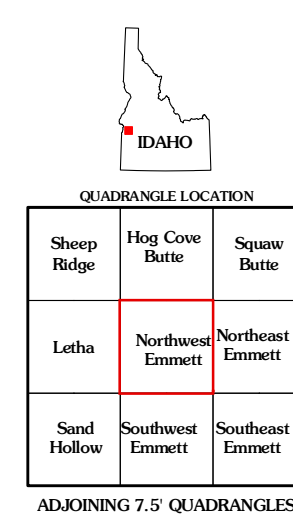 IDAHO
QUADRANGLE LOCATION
Sheep Ridge
Hog Cove Butte
Squaw Butte
Letha
Northwest Emmett
Northeast Emmett
Sand Hollow
Southwest Emmett
Southeast Emmett
ADJOINING 7.5' QUADRANGLES